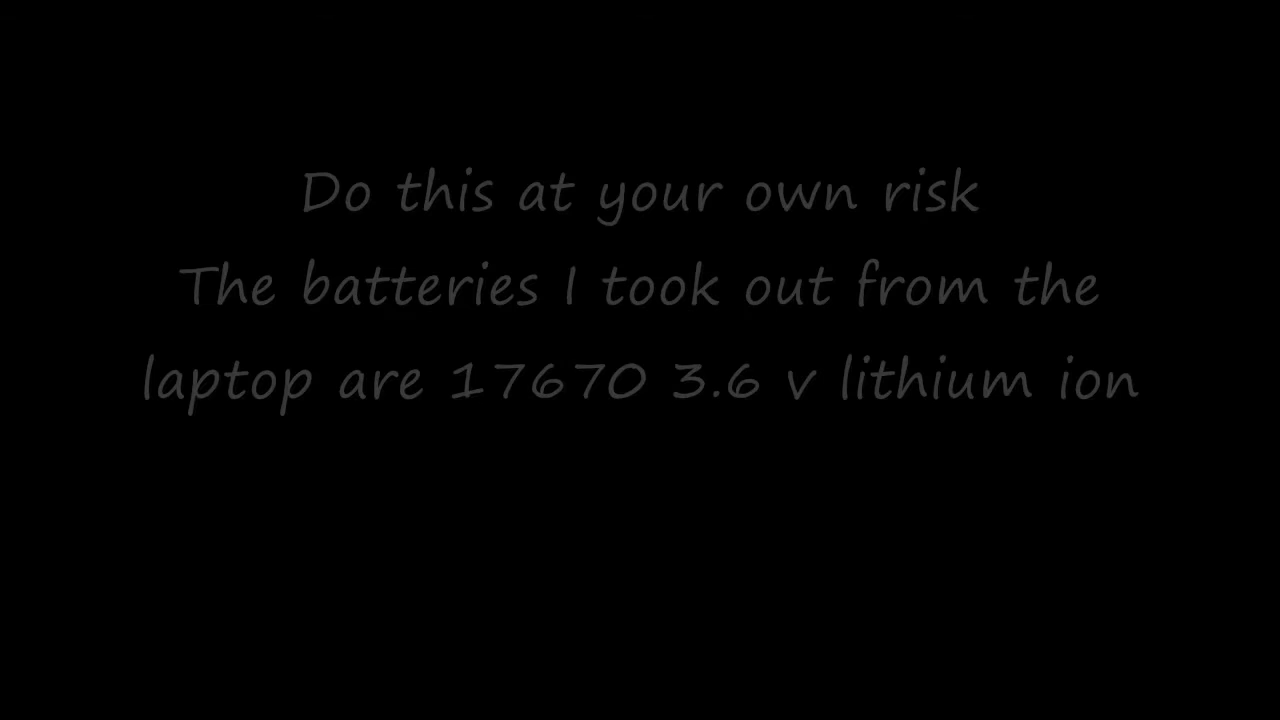 Do this at your own risk
The batteries I took out from the
laptop are 17670 3.6 v lithium ion